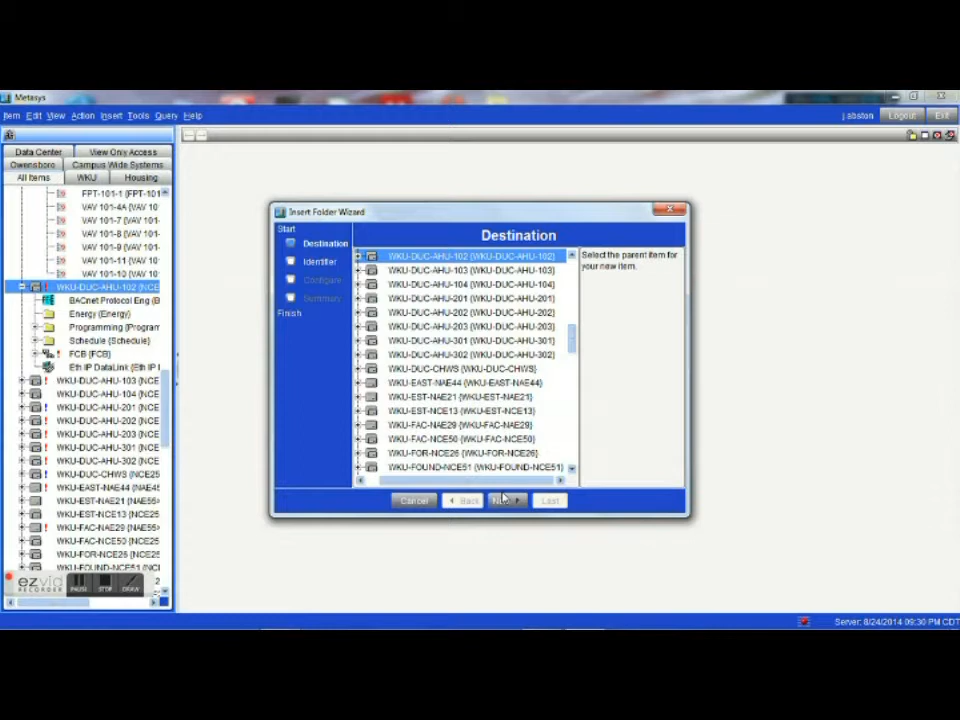 Metasys
Item Edit View Action Insert Tools Query Help
j.abston Logout Exit
Data Center View Only Access
Owensboro Campus Wide Systems
All Items WKU Housing
FPT-101-1 (FPT-101
VAV 101-4A (VAV 10
VAV 101-7 (VAV 101-
VAV 101-8 (VAV 101-
VAV 101-9 (VAV 101-
VAV 101-11 (VAV 10
VAV 101-10 (VAV 10
WKU-DUC-AHU-102 (NCE
BACnet Protocol Eng (B
Energy (Energy)
Programming (Program
Schedule (Schedule)
FCB (FCB)
Eth IP DataLink (Eth IP
WKU-DUC-AHU-103 (NCE
WKU-DUC-AHU-104 (NCE
WKU-DUC-AHU-201 (NCE
WKU-DUC-AHU-202 (NCE
WKU-DUC-AHU-203 (NCE
WKU-DUC-AHU-301 (NCE
WKU-DUC-AHU-302 (NCE
WKU-DUC-CHWS (NCE25
WKU-EAST-NAE44 (NAE45
WKU-EST-NAE21 (NAE55
WKU-EST-NCE13 (NCE25
WKU-FAC-NAE29 (NAE55
WKU-FAC-NCE50 (NCE25
WKU-FOR-NCE26 (NCE25
WKU-FOUND-NCE51 (NCE
ezvid
RECORDER
PAUSE STOP DRAW
Insert Folder Wizard
Start
Destination
Identifier
Configure
Summary
Finish
Destination
WKU-DUC-AHU-102 (WKU-DUC-AHU-102)
WKU-DUC-AHU-103 (WKU-DUC-AHU-103)
WKU-DUC-AHU-104 (WKU-DUC-AHU-104)
WKU-DUC-AHU-201 (WKU-DUC-AHU-201)
WKU-DUC-AHU-202 (WKU-DUC-AHU-202)
WKU-DUC-AHU-203 (WKU-DUC-AHU-203)
WKU-DUC-AHU-301 (WKU-DUC-AHU-301)
WKU-DUC-AHU-302 (WKU-DUC-AHU-302)
WKU-DUC-CHWS (WKU-DUC-CHWS)
WKU-EAST-NAE44 (WKU-EAST-NAE44)
WKU-EST-NAE21 (WKU-EST-NAE21)
WKU-EST-NCE13 (WKU-EST-NCE13)
WKU-FAC-NAE29 (WKU-FAC-NAE29)
WKU-FAC-NCE50 (WKU-FAC-NCE50)
WKU-FOR-NCE26 (WKU-FOR-NCE26)
WKU-FOUND-NCE51 (WKU-FOUND-NCE51)
Select the parent item for
your new item.
Cancel Back Last
Server: 8/24/2014 09:30 PM CDT